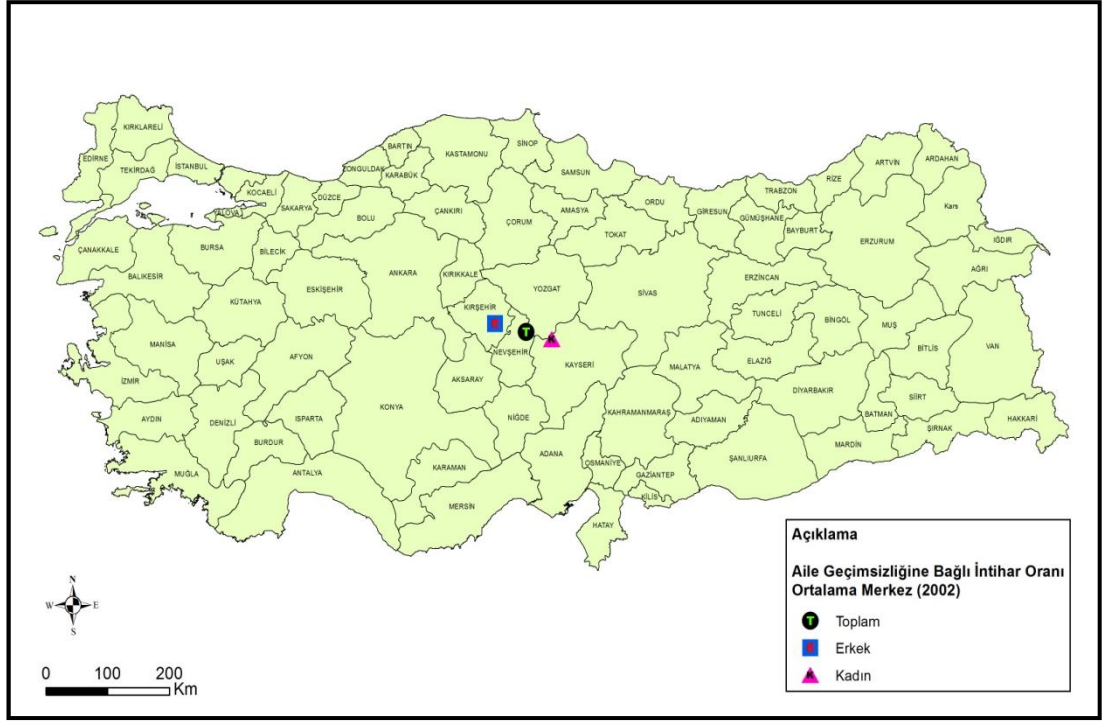 KIRKLARELİ
EDİRNE
TEKİRDAĞ
İSTANBUL
KOCAELİ
YALOVA
SAKARYA
DÜZCE
ZONGULDAK
BARTIN
KARABÜK
KASTAMONU
SİNOP
SAMSUN
BOLU
ÇANKIRI
ÇORUM
AMASYA
ORDU
TOKAT
GİRESUN
TRABZON
GÜMÜŞHANE
BAYBURT
RİZE
ARTVİN
ARDAHAN
Kars
IĞDIR
ERZURUM
AĞRI
ÇANAKKALE
BALIKESİR
BURSA
BİLECİK
KÜTAHYA
ESKİŞEHİR
ANKARA
KIRIKKALE
KIRŞEHİR
YOZGAT
SİVAS
ERZİNCAN
TUNCELİ
BİNGÖL
MUŞ
BİTLİS
VAN
MANİSA
UŞAK
AFYON
E
T
K
NEVŞEHİR
KAYSERİ
MALATYA
ELAZIĞ
DİYARBAKIR
SİİRT
BATMAN
ŞIRNAK
HAKKARİ
İZMİR
AYDIN
DENİZLİ
ISPARTA
BURDUR
KONYA
AKSARAY
NİĞDE
KAHRAMANMARAŞ
ADIYAMAN
MARDİN
ŞANLIURFA
MUĞLA
ANTALYA
KARAMAN
MERSİN
ADANA
OSMANİYE
GAZİANTEP
KİLİS
HATAY
N
W E
S
0 100 200
Km
Açıklama
Aile Geçimsizliğine Bağlı İntihar Oranı
Ortalama Merkez (2002)
T Toplam
E Erkek
K Kadın